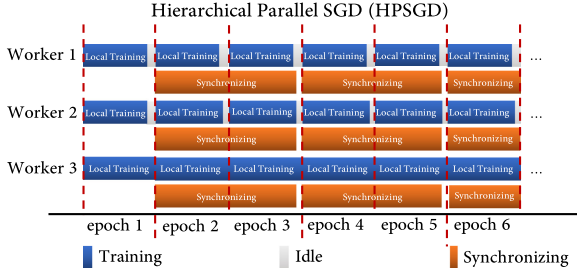 Hierarchical Parallel SGD (HPSGD)
Worker 1 Local Training Local Training Local Training Local Training Local Training Local Training ...
Synchronizing Synchronizing Synchronizing
Worker 2 Local Training Local Training Local Training Local Training Local Training Local Training ...
Synchronizing Synchronizing Synchronizing
Worker 3 Local Training Local Training Local Training Local Training Local Training Local Training ...
Synchronizing Synchronizing Synchronizing
epoch 1 epoch 2 epoch 3 epoch 4 epoch 5 epoch 6
Training Idle Synchronizing